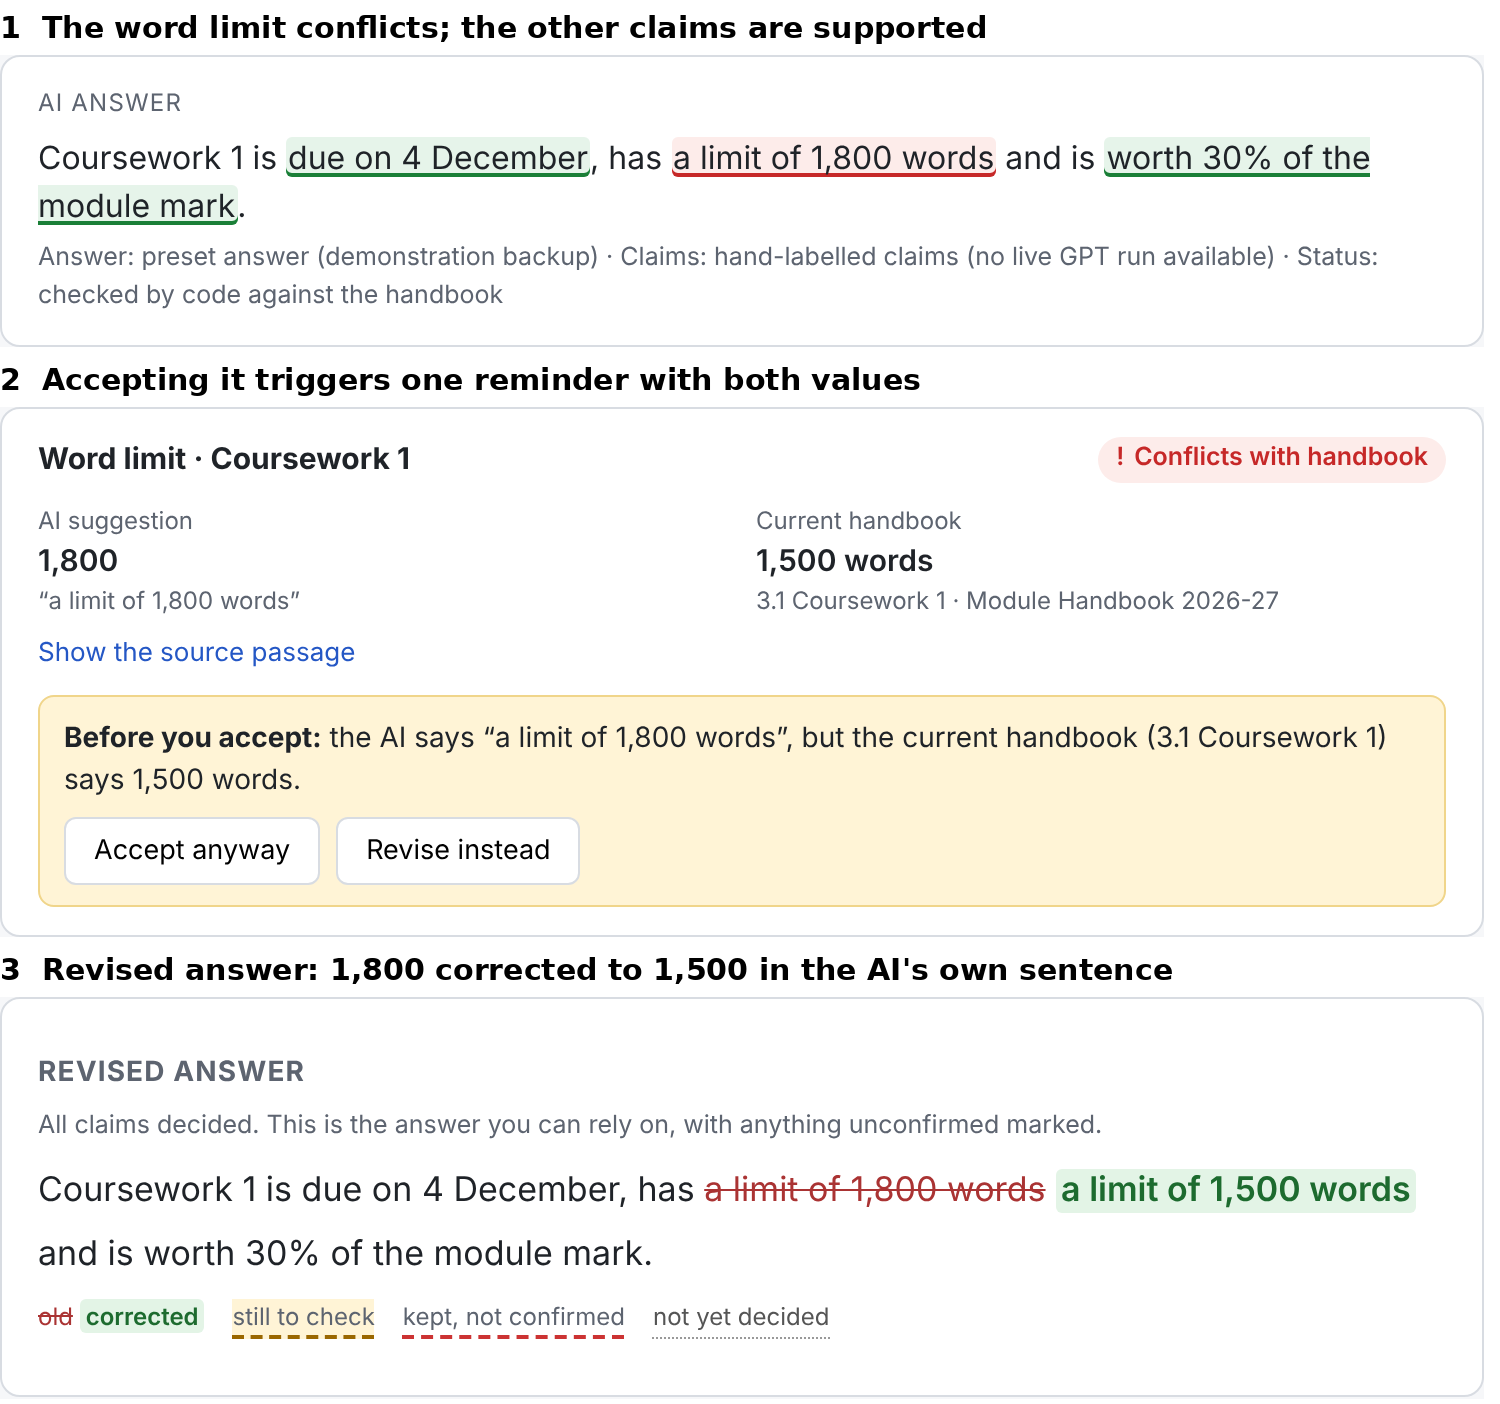 1 The word limit conflicts; the other claims are supported
AI ANSWER
Coursework 1 is due on 4 December, has a limit of 1,800 words and is worth 30% of the
module mark.
Answer: preset answer (demonstration backup) · Claims: hand-labelled claims (no live GPT run available) · Status:
checked by code against the handbook
2 Accepting it triggers one reminder with both values
Word limit · Coursework 1
! Conflicts with handbook
AI suggestion
1,800
“a limit of 1,800 words”
Current handbook
1,500 words
3.1 Coursework 1 · Module Handbook 2026-27
Show the source passage
Before you accept: the AI says “a limit of 1,800 words”, but the current handbook (3.1 Coursework 1)
says 1,500 words.
Accept anyway
Revise instead
3 Revised answer: 1,800 corrected to 1,500 in the AI's own sentence
REVISED ANSWER
All claims decided. This is the answer you can rely on, with anything unconfirmed marked.
Coursework 1 is due on 4 December, has a limit of 1,800 words a limit of 1,500 words
and is worth 30% of the module mark.
old corrected still to check kept, not confirmed not yet decided